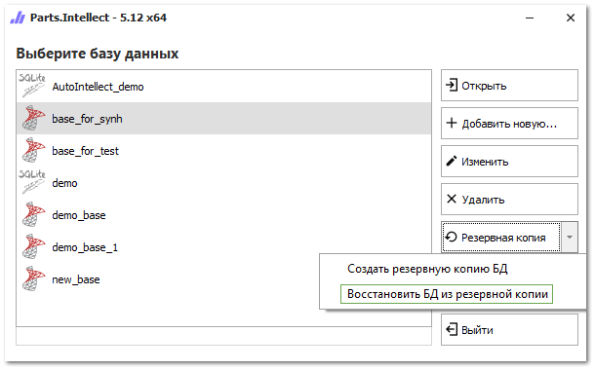 Parts.Intellect - 5.12 x64
Выберите базу данных
SQLite AutoIntellect_demo
base_for_synh
base_for_test
SQLite demo
demo_base
demo_base_1
new_base
Открыть
Добавить новую...
Изменить
Удалить
Резервная копия
Создать резервную копию БД
Восстановить БД из резервной копии
Выйти